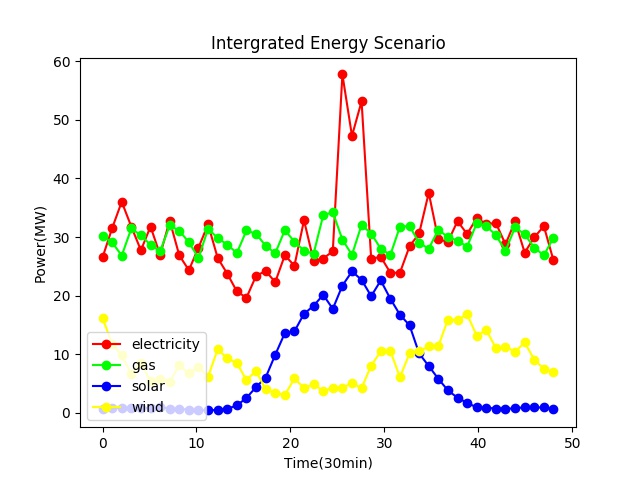 Intergrated Energy Scenario
60
50
40
30
20
10
0
Power(MW)
electricity
gas
solar
wind
0 10 20 30 40 50
Time(30min)